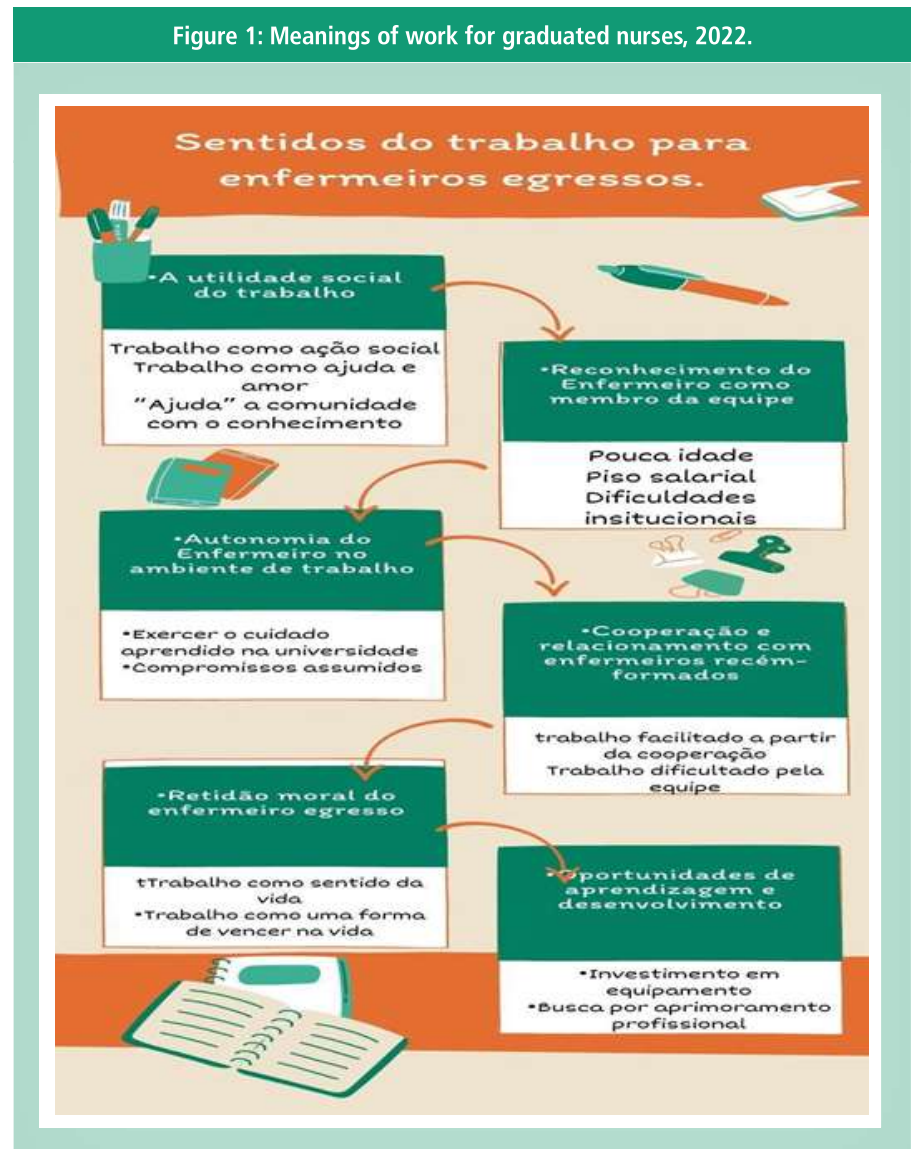 Figure 1: Meanings of work for graduated nurses, 2022.
Sentidos do trabalho para
enfermeiros egressos.
•A utilidade social
do trabalho
Trabalho como ação social
Trabalho como ajuda e
amor
"Ajuda" a comunidade
com o conhecimento
•Reconhecimento do
Enfermeiro como
membro da equipe
Pouca idade
Piso salarial
Dificuldades
insitucionais
•Autonomia do
Enfermeiro no
ambiente de trabalho
•Exercer o cuidado
aprendido na universidade
•Compromissos assumidos
•Cooperação e
relacionamento com
enfermeiros recém-
formados
trabalho facilitado a partir
da cooperação
Trabalho dificultado pela
equipe
•Retidão moral do
enfermeiro egresso
tTrabalho como sentido da
vida
•Trabalho como uma forma
de vencer na vida
•Oportunidades de
aprendizagem e
desenvolvimento
•Investimento em
equipamento
•Busca por aprimoramento
profissional